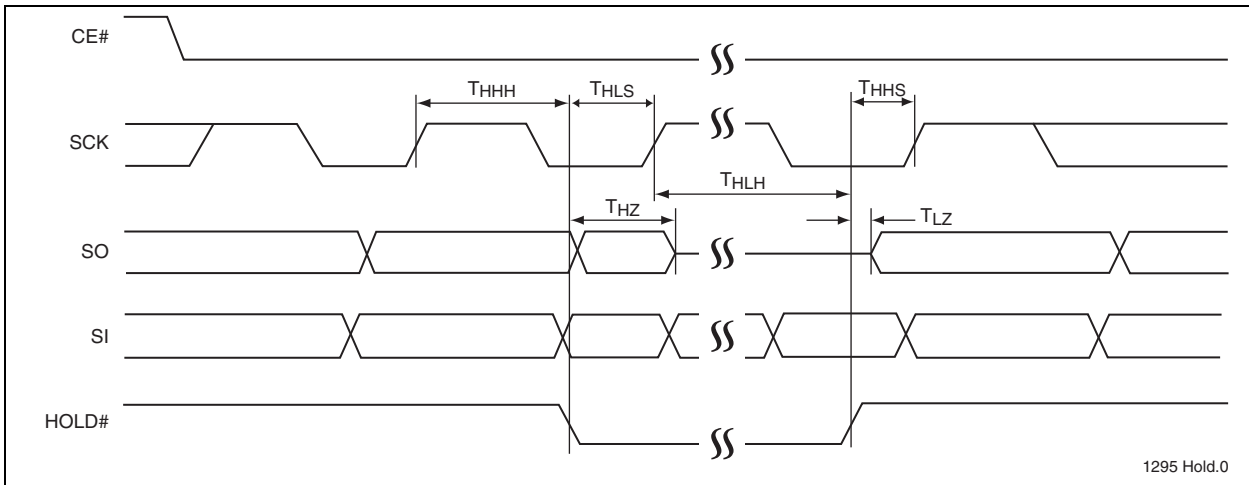 CE#
THHH THLS THHS
SCK
THLH
THZ TLZ
SO
SI
HOLD#
1295 Hold.0